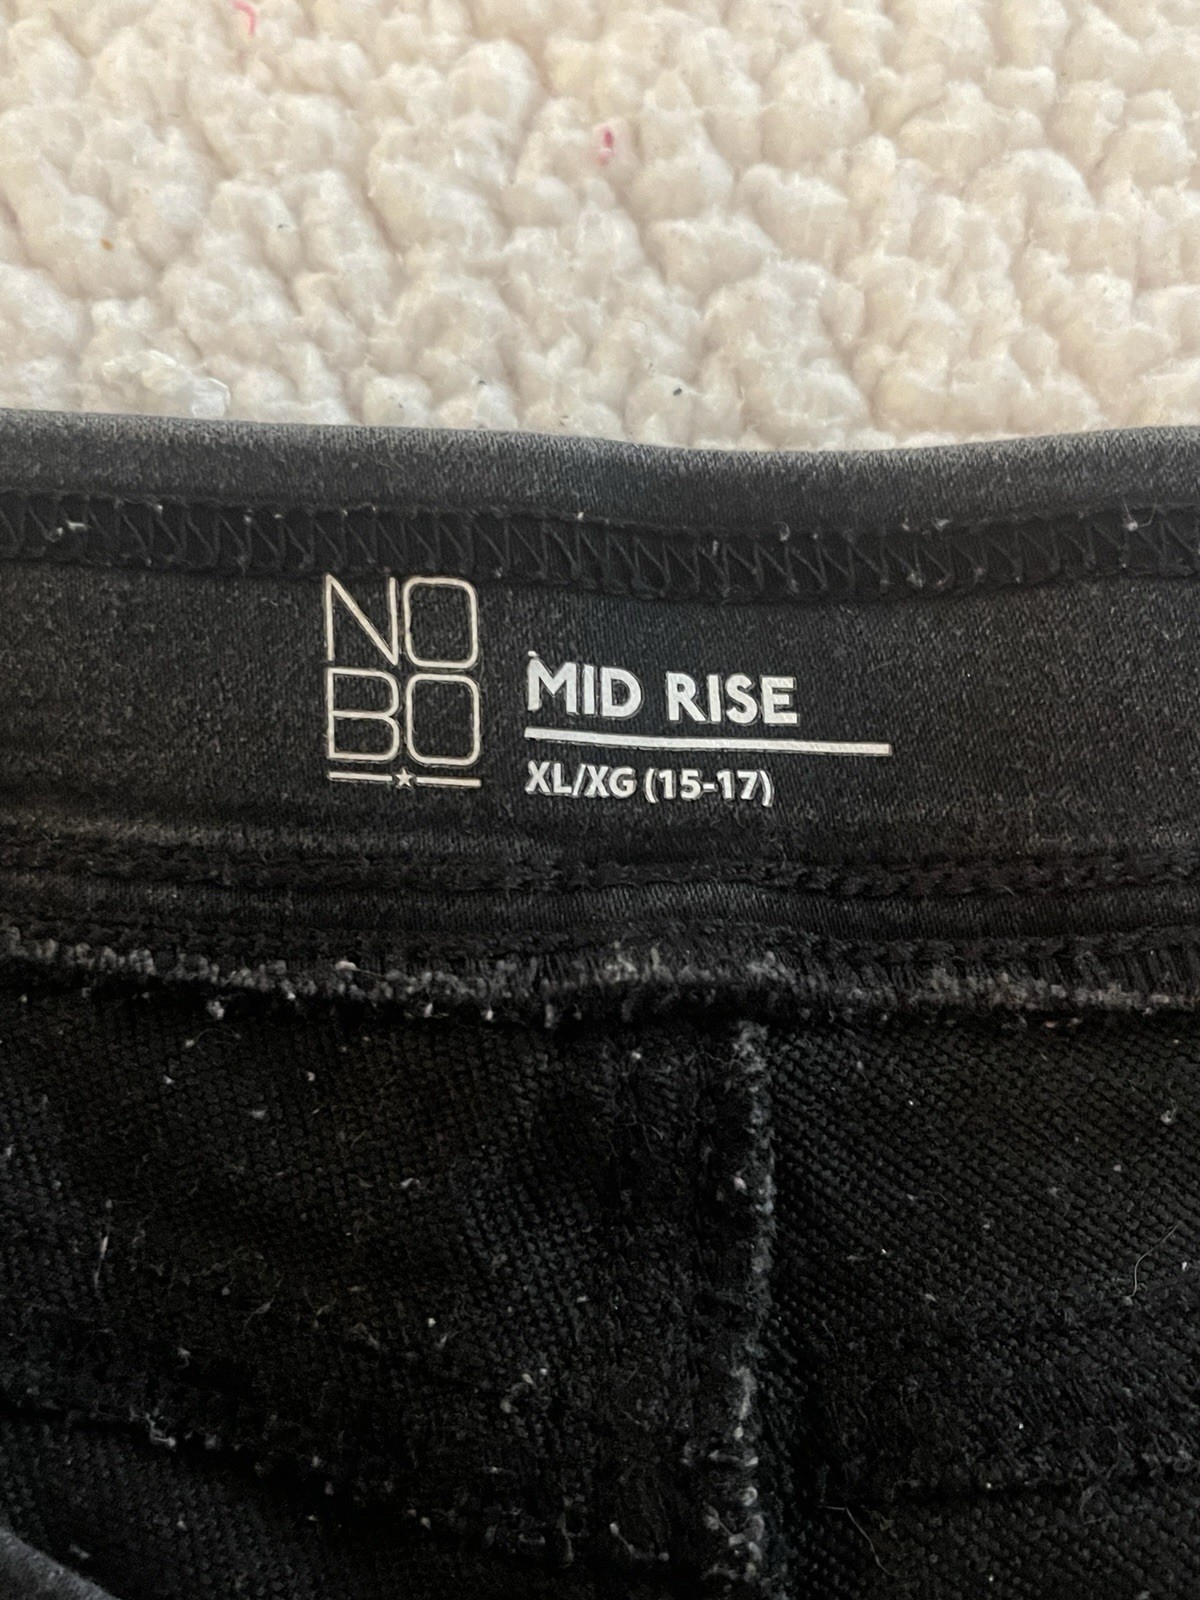 NO
BO
MID RISE
XL/XG (15-17)